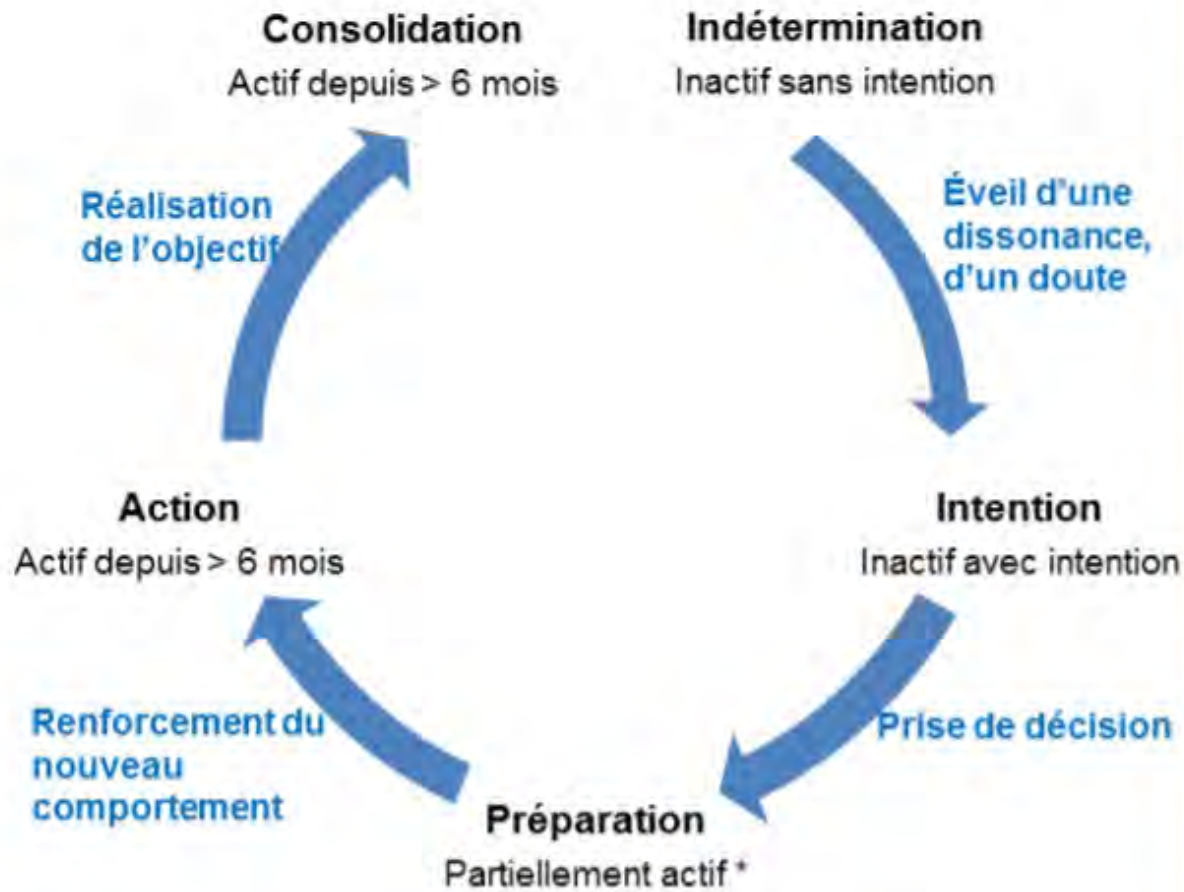 Consolidation
Actif depuis > 6 mois
Indétermination
Inactif sans intention
Éveil d'une
dissonance,
d'un doute
Intention
Inactif avec intention
Prise de décision
Préparation
Partiellement actif *
Renforcement du
nouveau
comportement
Action
Actif depuis > 6 mois
Réalisation
de l'objectif